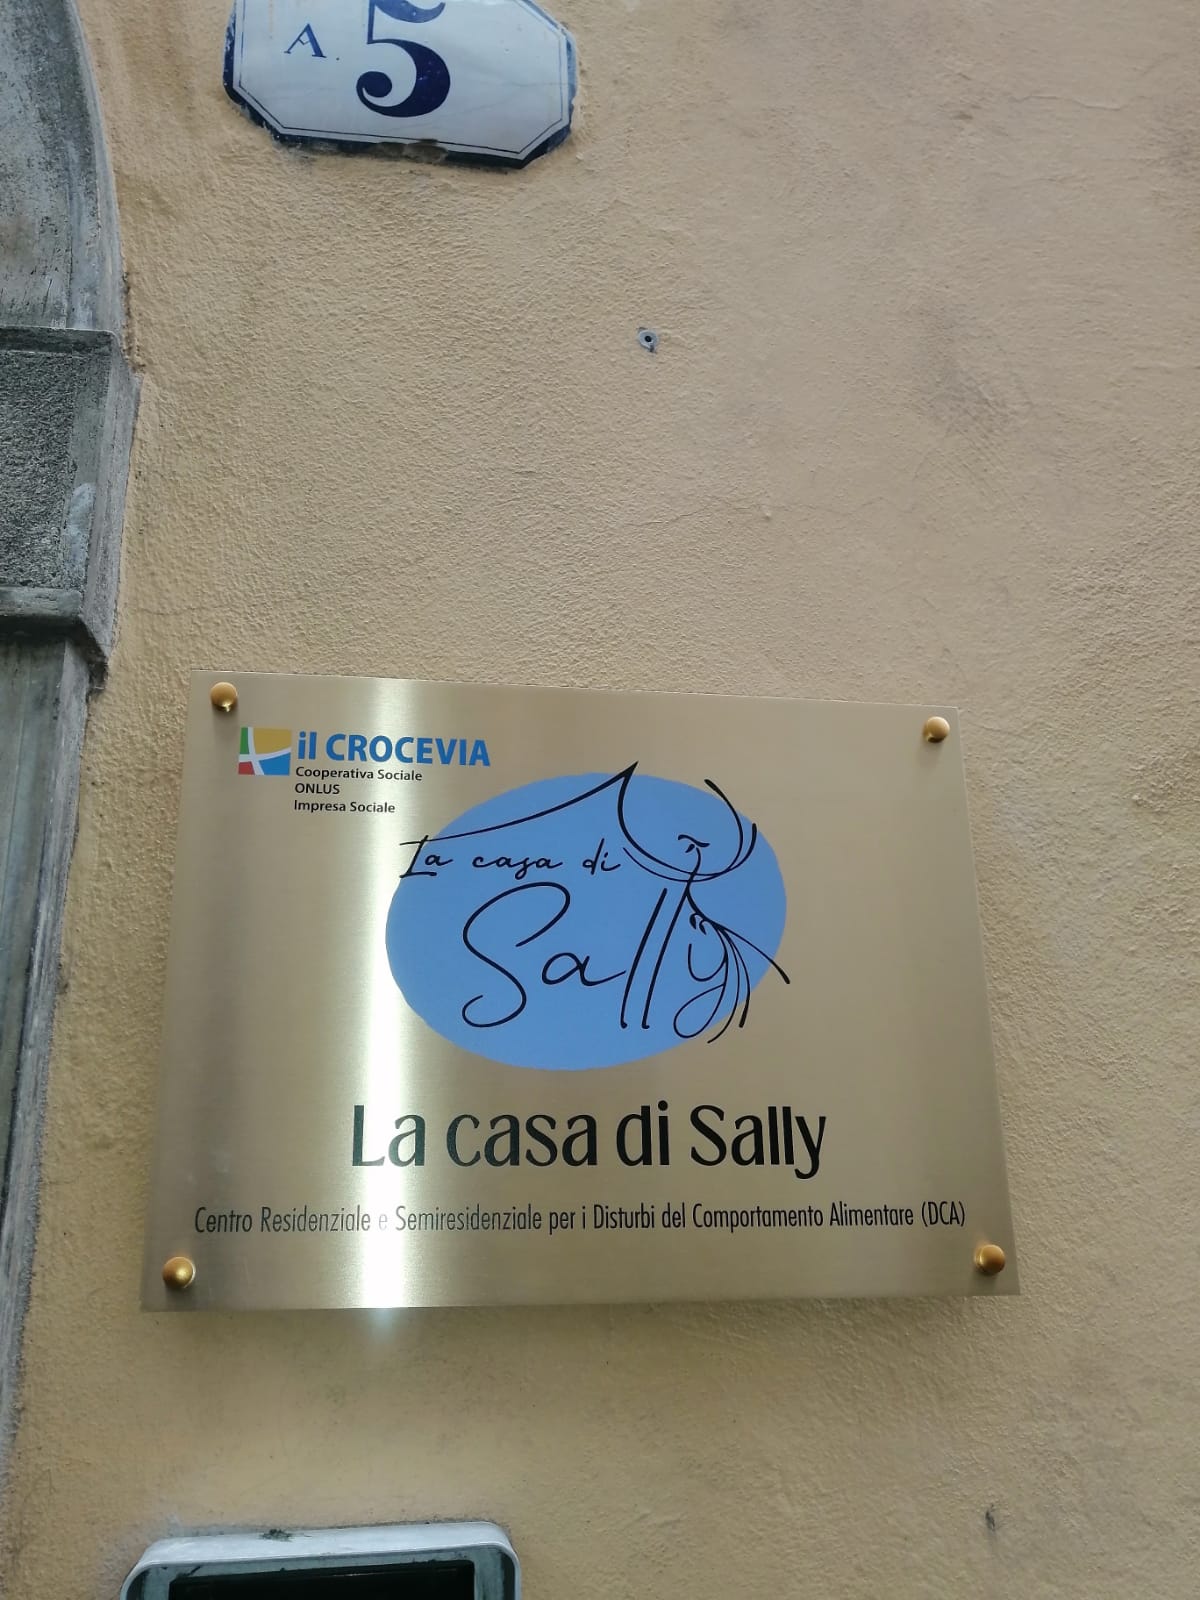 A. 5
il CROCEVIA
Cooperativa Sociale
ONLUS
Impresa Sociale
La casa di
Sally
La casa di Sally
Centro Residenziale e Semiresidenziale per i Disturbi del Comportamento Alimentare (DCA)